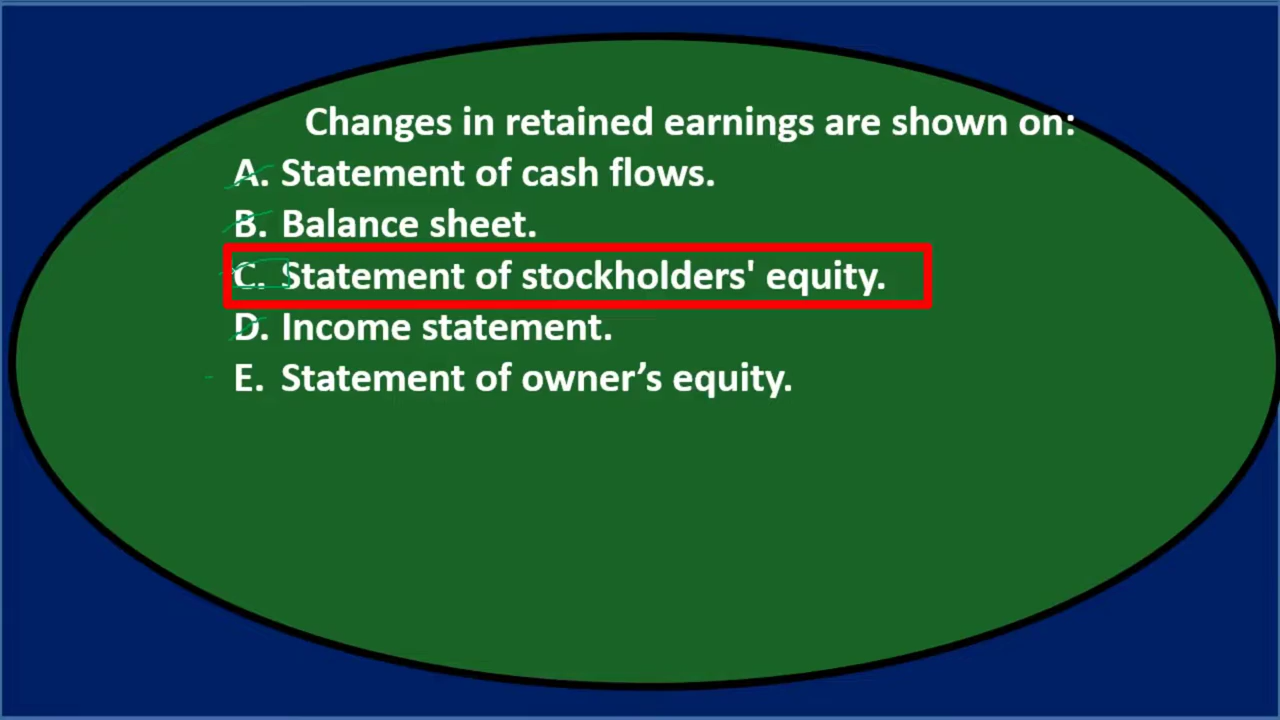 Changes in retained earnings are shown on:
A. Statement of cash flows.
B. Balance sheet.
C. Statement of stockholders' equity.
D. Income statement.
E. Statement of owner’s equity.